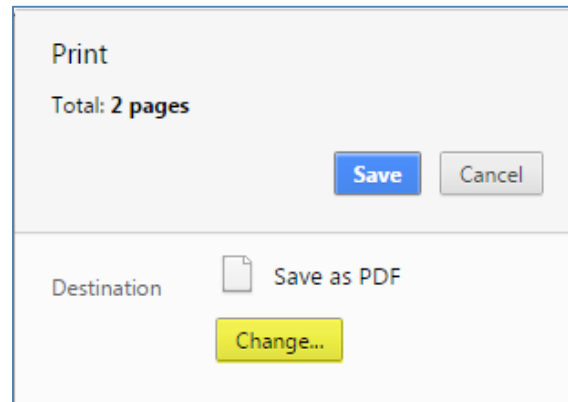 Print
Total: 2 pages
Save Cancel
Destination Save as PDF
Change...